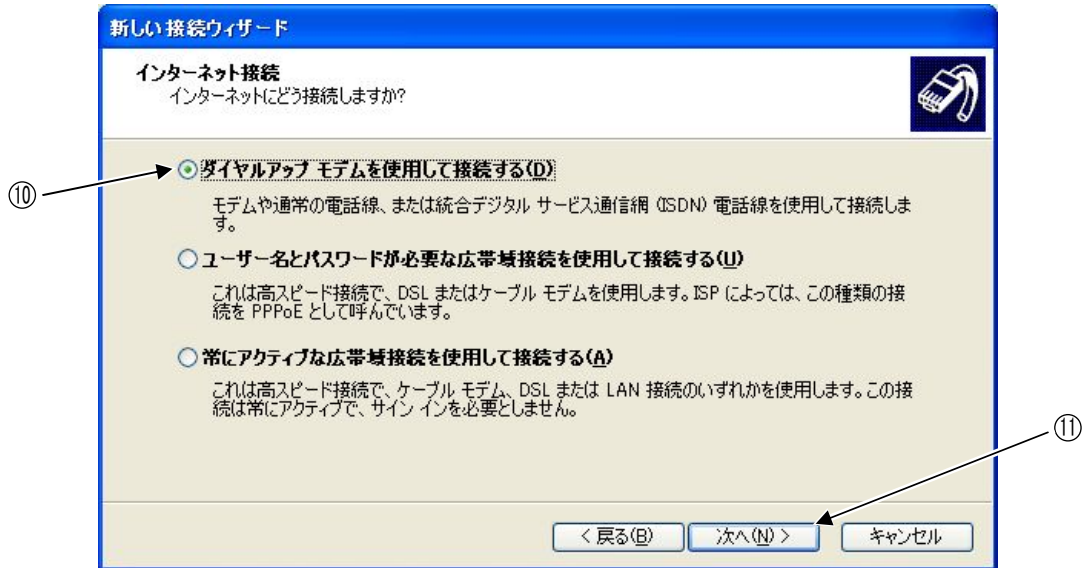 新しい接続ウィザード
インターネット接続
インターネットにどう接続しますか?
⑩
ダイヤルアップ モデムを使用して接続する(D)
モデムや通常の電話線、または統合デジタル サービス通信網 (ISDN) 電話線を使用して接続しま
す。
ユーザー名とパスワードが必要な広帯域接続を使用して接続する(U)
これは高スピード接続で、DSL またはケーブル モデムを使用します。ISP によっては、この種類の接
続を PPPoE として呼んでいます。
常にアクティブな広帯域接続を使用して接続する(A)
これは高スピード接続で、ケーブル モデム、DSL または LAN 接続のいずれかを使用します。この接
続は常にアクティブで、サイン インを必要としません。
⑪
< 戻る(B) 次へ(N) > キャンセル